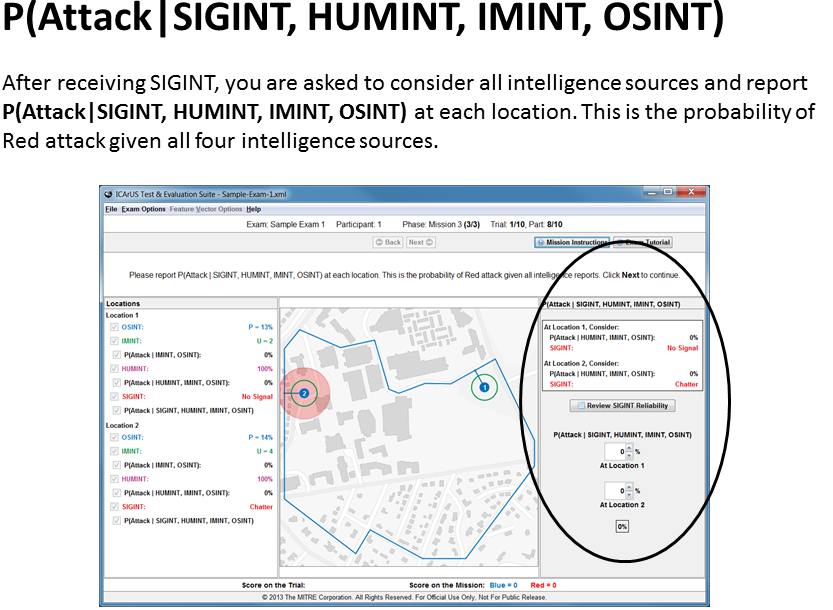 P(Attack|SIGINT, HUMINT, IMINT, OSINT)
After receiving SIGINT, you are asked to consider all intelligence sources and report
P(Attack|SIGINT, HUMINT, IMINT, OSINT) at each location. This is the probability of
Red attack given all four intelligence sources.
ICArUS Test & Evaluation Suite - Sample-Exam-1.xml
File Exam Options Feature Vector Options Help
Exam: Sample Exam 1 Participant: 1 Phase: Mission 3 (3/3) Trial: 1/10, Part: 8/10
Back Next Mission Instructions Exam Tutorial
Please report P(Attack | SIGINT, HUMINT, IMINT, OSINT) at each location. This is the probability of Red attack given all intelligence reports. Click Next to continue.
Locations
Location 1
OSINT: P = 13%
IMINT: U = 2
P(Attack | IMINT, OSINT): 0%
HUMINT: 100%
P(Attack | HUMINT, IMINT, OSINT): 0%
SIGINT: No Signal
P(Attack | SIGINT, HUMINT, IMINT, OSINT)
Location 2
OSINT: P = 14%
IMINT: U = 4
P(Attack | IMINT, OSINT): 0%
HUMINT: 100%
P(Attack | HUMINT, IMINT, OSINT): 0%
SIGINT: Chatter
P(Attack | SIGINT, HUMINT, IMINT, OSINT)
2
1
P(Attack | SIGINT, HUMINT, IMINT, OSINT)
At Location 1, Consider:
P(Attack | HUMINT, IMINT, OSINT): 0%
SIGINT: No Signal
At Location 2, Consider:
P(Attack | HUMINT, IMINT, OSINT): 0%
SIGINT: Chatter
Review SIGINT Reliability
P(Attack | SIGINT, HUMINT, IMINT, OSINT)
0 %
At Location 1
0 %
At Location 2
0%
Score on the Trial: Score on the Mission: Blue = 0 Red = 0
© 2013 The MITRE Corporation. All Rights Reserved. For Official Use Only, Not For Public Release.